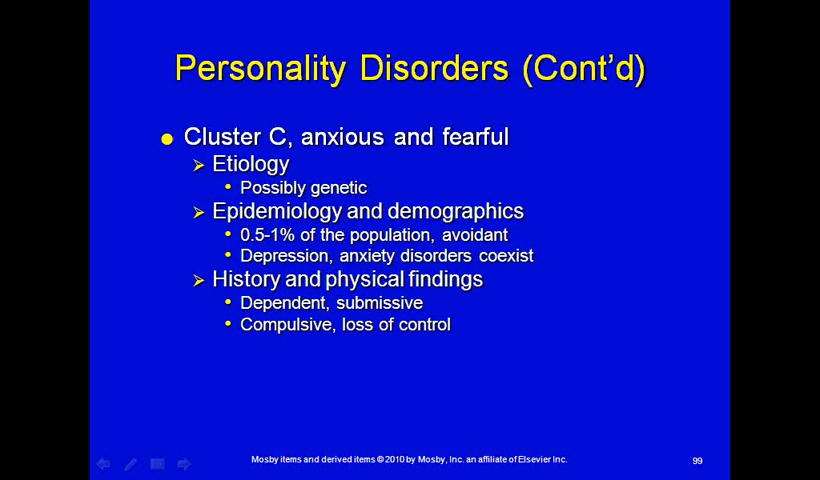 Personality Disorders (Cont’d)
Cluster C, anxious and fearful
Etiology
Possibly genetic
Epidemiology and demographics
0.5-1% of the population, avoidant
Depression, anxiety disorders coexist
History and physical findings
Dependent, submissive
Compulsive, loss of control
Mosby items and derived items © 2010 by Mosby, Inc. an affiliate of Elsevier Inc.
99